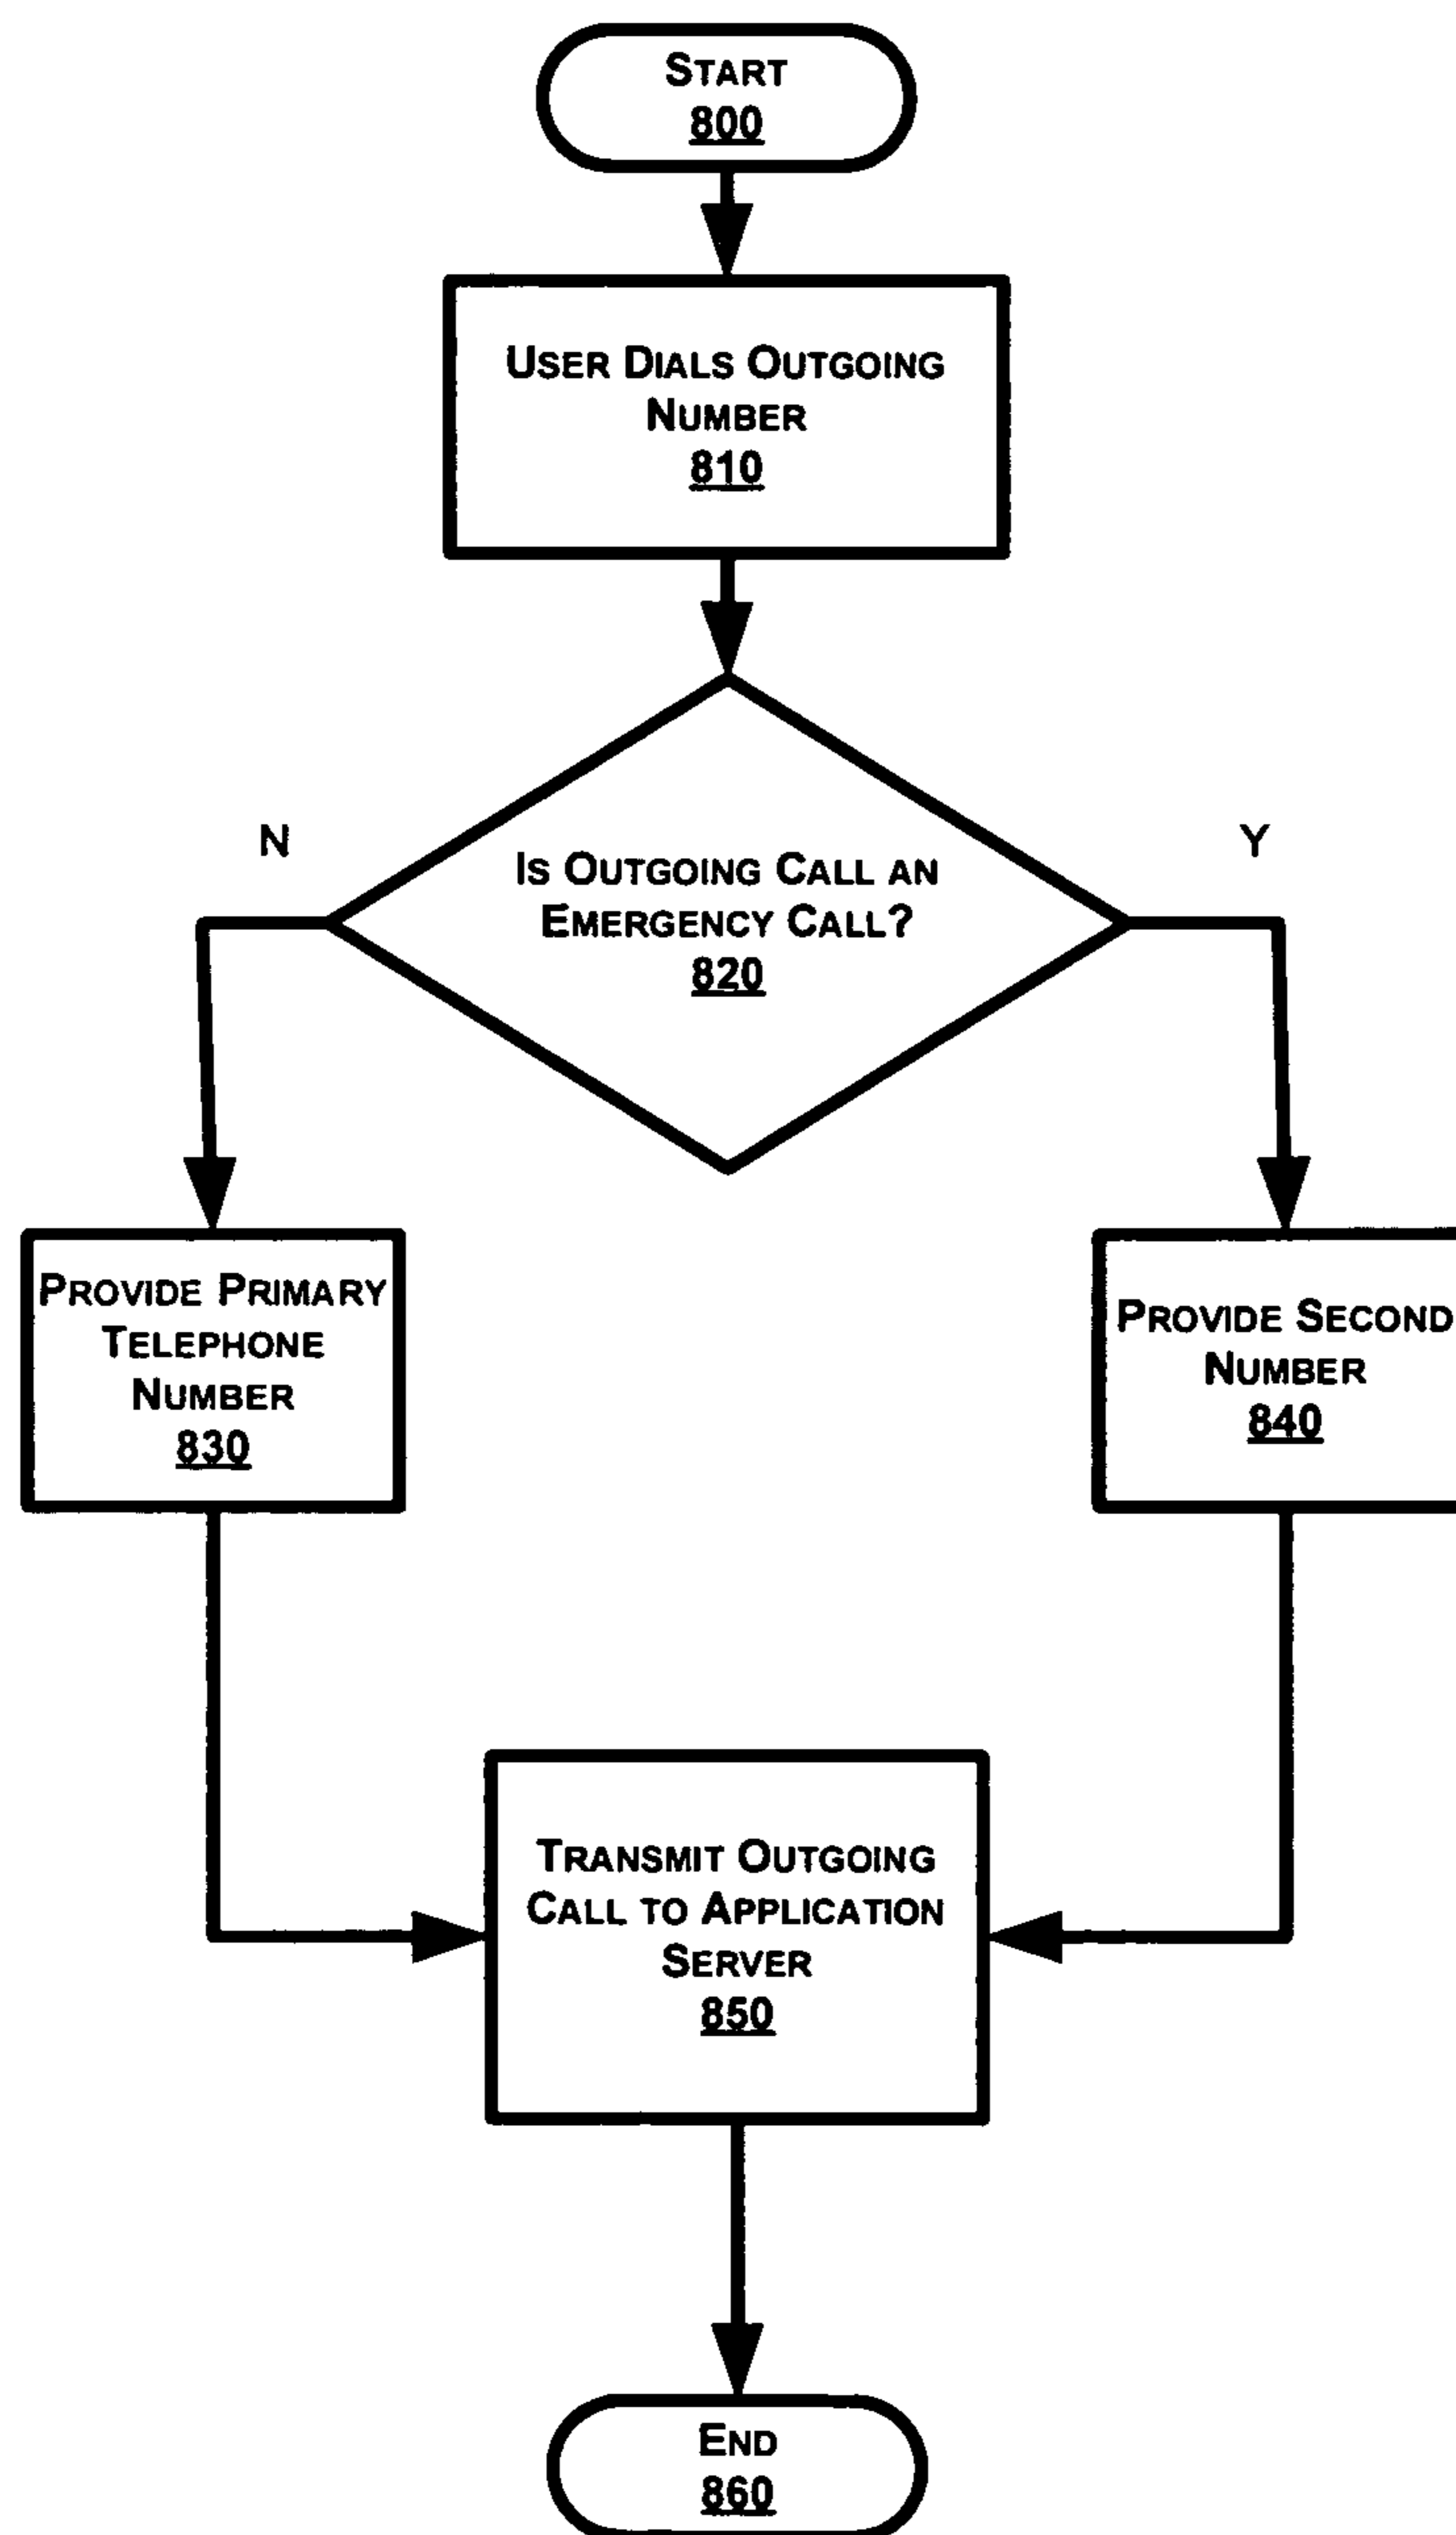 START
800
USER DIALS OUTGOING
NUMBER
810
N
Y
IS OUTGOING CALL AN
EMERGENCY CALL?
820
PROVIDE PRIMARY
TELEPHONE
NUMBER
830
PROVIDE SECOND
NUMBER
840
TRANSMIT OUTGOING
CALL TO APPLICATION
SERVER
850
END
860